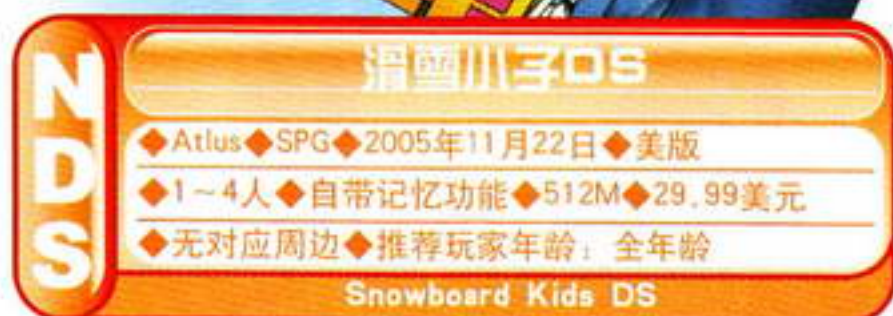 NDS
滑雪小子DS
◆Atlus◆SPG◆2005年11月22日◆美版
◆1~4人◆自带记忆功能◆512M◆29.99美元
◆无对应周边◆推荐玩家年龄：全年龄
Snowboard Kids DS